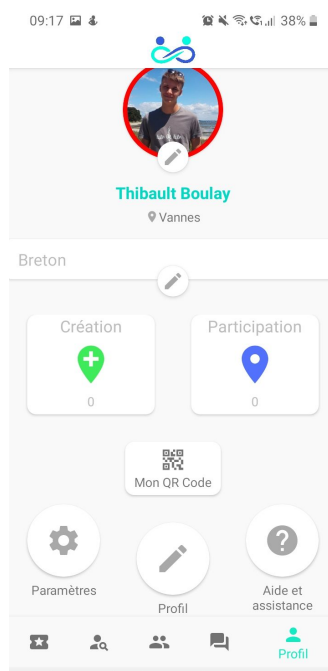 09:17
38%
Thibault Boulay
Vannes
Breton
Création
Participation
0
0
Mon QR Code
Paramètres
Profil
Aide et
assistance
Profil